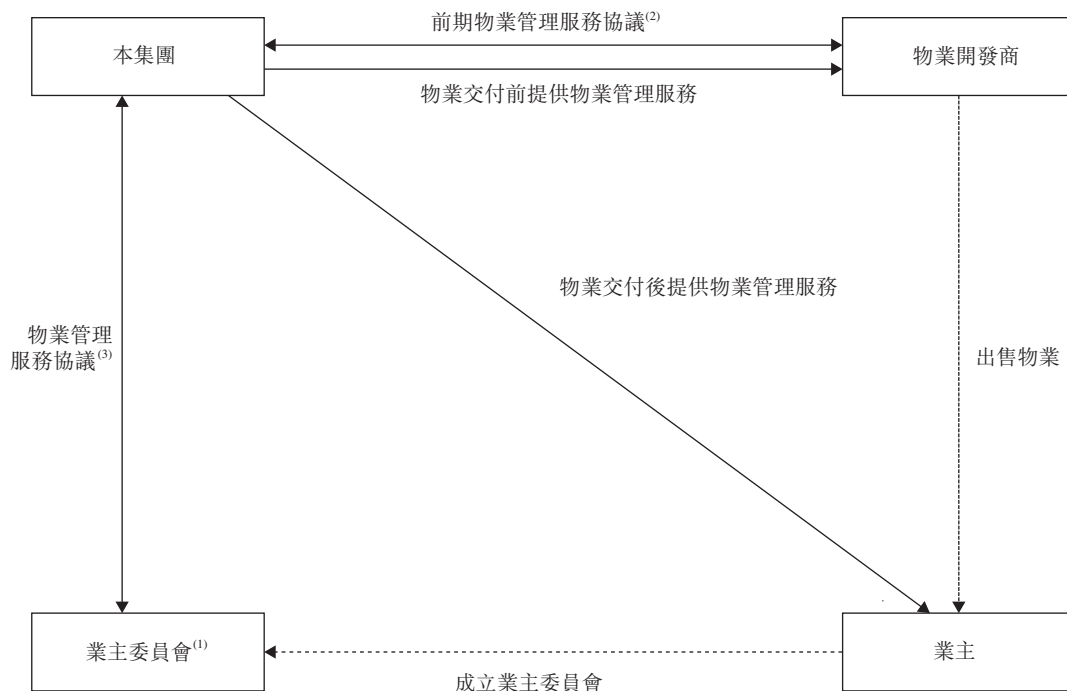 前期物業管理服務協議(2)
本集團
物業開發商
物業交付前提供物業管理服務
物業交付後提供物業管理服務
物業管理
服務協議(3)
出售物業
業主委員會(1)
業主
成立業主委員會